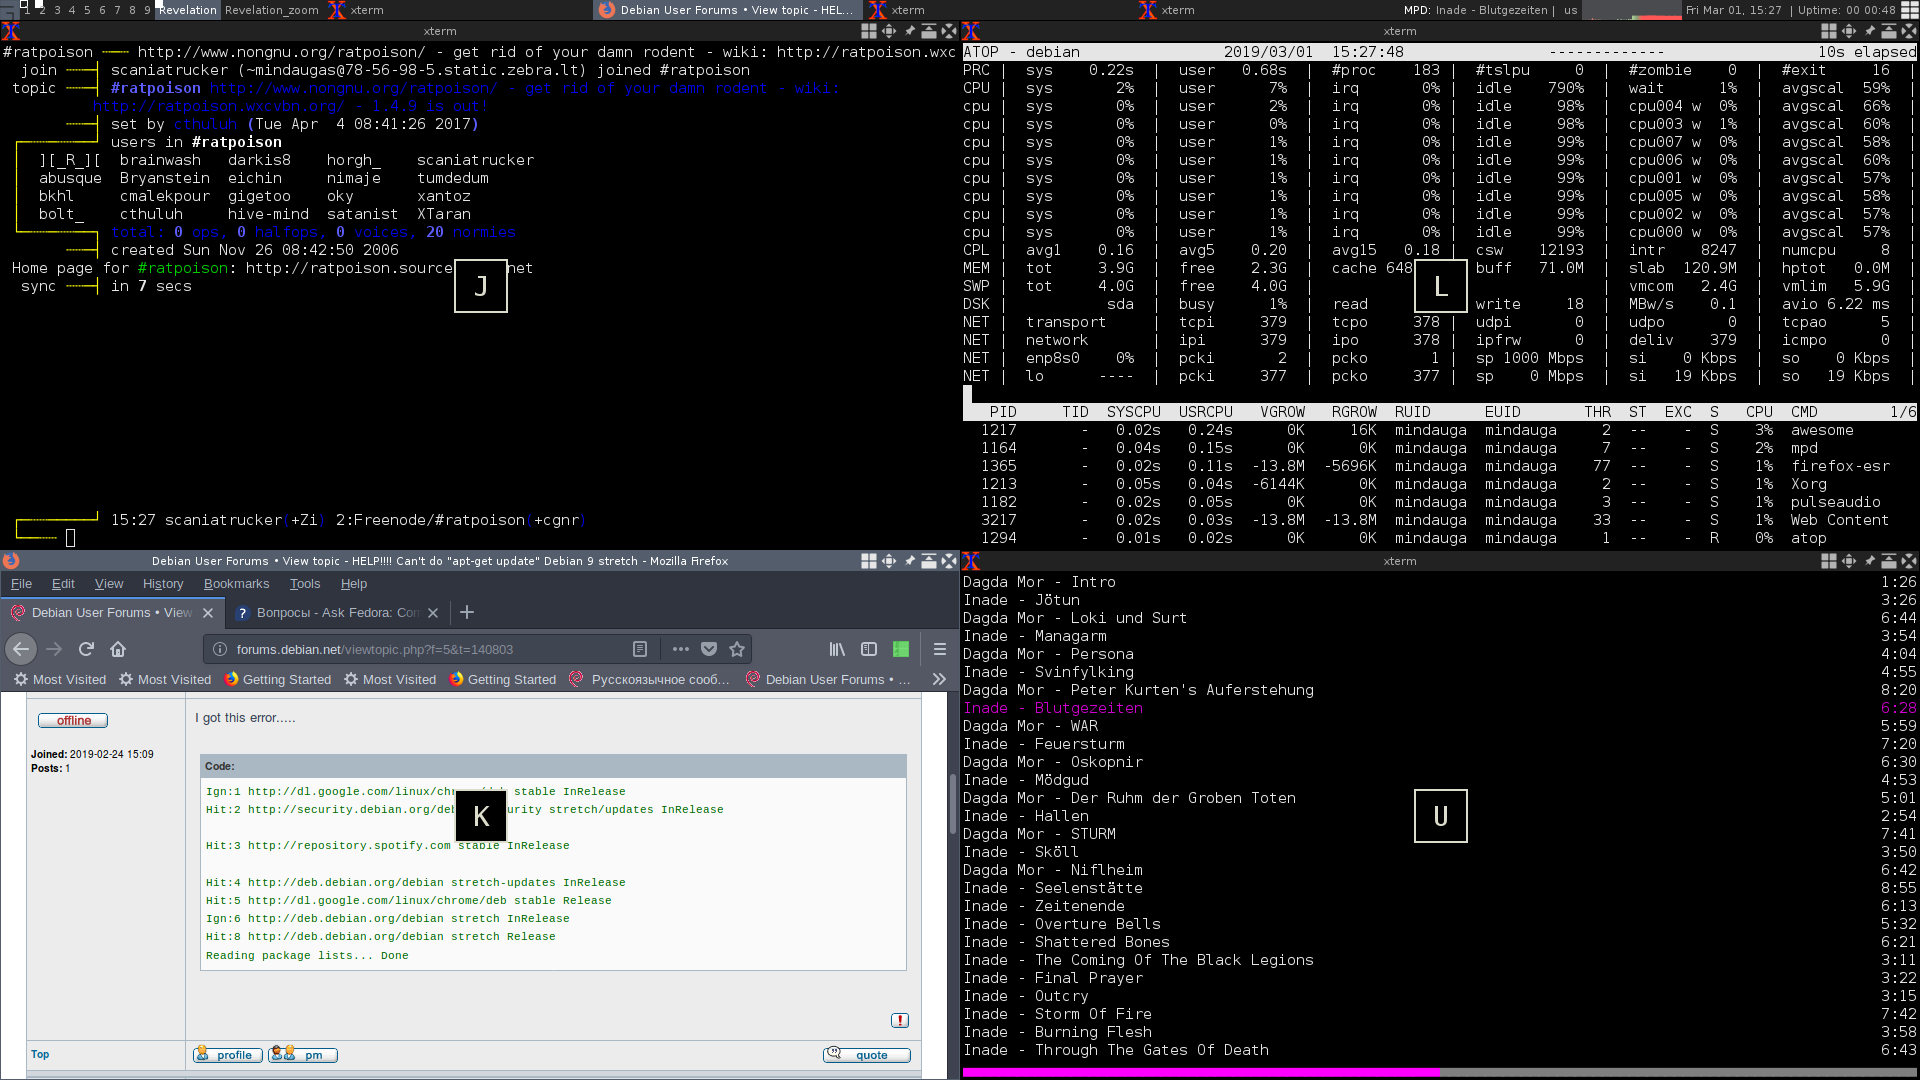 1 2 3 4 5 6 7 8 9 Revelation Revelation_zoom xterm Debian User Forums • View topic - HEL... xterm xterm MPD: Inade - Blutgezeiten | us Fri Mar 01, 15:27 | Uptime: 00 00:48
xterm
#ratpoison http://www.nongnu.org/ratpoison/ - get rid of your damn rodent - wiki: http://ratpoison.wxc
join scaniatrucker (~mindaugas@78-56-98-5.static.zebra.lt) joined #ratpoison
topic #ratpoison http://www.nongnu.org/ratpoison/ - get rid of your damn rodent - wiki:
http://ratpoison.wxcvbn.org/ - 1.4.9 is out!
set by cthuluh (Tue Apr 4 08:41:26 2017)
users in #ratpoison
][_R_][ brainwash darkis8 horgh_ scaniatrucker
abusque Bryanstein eichin nimaje tumdedum
bkhl cmalekpour gigetoo oky xantoz
bolt_ cthuluh hive-mind satanist XTaran
total: 0 ops, 0 halfops, 0 voices, 20 normies
created Sun Nov 26 08:42:50 2006
Home page for #ratpoison: http://ratpoison.source net
sync in 7 secs
J
15:27 scaniatrucker(+Zi) 2:Freenode/#ratpoison(+cgnr)
xterm
ATOP - debian 2019/03/01 15:27:48 ------------- 10s elapsed
PRC | sys 0.22s | user 0.68s | #proc 183 | #tslpu 0 | #zombie 0 | #exit 16 |
CPU | sys 2% | user 7% | irq 0% | idle 790% | wait 1% | avgscal 59% |
cpu | sys 0% | user 2% | irq 0% | idle 98% | cpu004 w 0% | avgscal 66% |
cpu | sys 0% | user 0% | irq 0% | idle 98% | cpu003 w 1% | avgscal 60% |
cpu | sys 0% | user 1% | irq 0% | idle 99% | cpu007 w 0% | avgscal 58% |
cpu | sys 0% | user 1% | irq 0% | idle 99% | cpu006 w 0% | avgscal 60% |
cpu | sys 0% | user 1% | irq 0% | idle 99% | cpu001 w 0% | avgscal 57% |
cpu | sys 0% | user 1% | irq 0% | idle 99% | cpu005 w 0% | avgscal 58% |
cpu | sys 0% | user 1% | irq 0% | idle 99% | cpu002 w 0% | avgscal 57% |
cpu | sys 0% | user 1% | irq 0% | idle 99% | cpu000 w 0% | avgscal 57% |
CPL | avg1 0.16 | avg5 0.20 | avg15 0.18 | csw 12193 | intr 8247 | numcpu 8 |
MEM | tot 3.9G | free 2.3G | cache 648 buff 71.0M | slab 120.9M | hptot 0.0M |
SWP | tot 4.0G | free 4.0G | | vmcom 2.4G | vmlim 5.9G |
DSK | sda | busy 1% | read write 18 | MBw/s 0.1 | avio 6.22 ms |
NET | transport | tcpi 379 | tcpo 378 | udpi 0 | udpo 0 | tcpao 5 |
NET | network | ipi 379 | ipo 378 | ipfrw 0 | deliv 379 | icmpo 0 |
NET | enp8s0 0% | pcki 2 | pcko 1 | sp 1000 Mbps | si 0 Kbps | so 0 Kbps |
NET | lo ---- | pcki 377 | pcko 377 | sp 0 Mbps | si 19 Kbps | so 19 Kbps |
L
PID TID SYSCPU USRCPU VGROW RGROW RUID EUID THR ST EXC S CPU CMD 1/6
1217 - 0.02s 0.24s 0K 16K mindauga mindauga 2 -- - S 3% awesome
1164 - 0.04s 0.15s 0K 0K mindauga mindauga 7 -- - S 2% mpd
1365 - 0.02s 0.11s -13.8M -5696K mindauga mindauga 77 -- - S 1% firefox-esr
1213 - 0.05s 0.04s -6144K 0K mindauga mindauga 2 -- - S 1% Xorg
1182 - 0.02s 0.05s 0K 0K mindauga mindauga 3 -- - S 1% pulseaudio
3217 - 0.02s 0.03s -13.8M -13.8M mindauga mindauga 33 -- - S 1% Web Content
1294 - 0.01s 0.02s 0K 0K mindauga mindauga 1 -- - R 0% atop
Debian User Forums • View topic - HELP!!!! Can't do "apt-get update" Debian 9 stretch - Mozilla Firefox
File Edit View History Bookmarks Tools Help
Debian User Forums • View Вопросы - Ask Fedora: Con
forums.debian.net/viewtopic.php?f=5&t=140803
Most Visited Most Visited Getting Started Most Visited Getting Started Русскоязычное сооб... Debian User Forums • ...
offline
Joined: 2019-02-24 15:09
Posts: 1
I got this error.....
Code:
Ign:1 http://dl.google.com/linux/chr stable InRelease
Hit:2 http://security.debian.org/deb urity stretch/updates InRelease
Hit:3 http://repository.spotify.com stable InRelease
Hit:4 http://deb.debian.org/debian stretch-updates InRelease
Hit:5 http://dl.google.com/linux/chrome/deb stable Release
Ign:6 http://deb.debian.org/debian stretch InRelease
Hit:8 http://deb.debian.org/debian stretch Release
Reading package lists... Done
K
!
Top profile pm quote
xterm
Dagda Mor - Intro 1:26
Inade - Jötun 3:26
Dagda Mor - Loki und Surt 6:44
Inade - Managarm 3:54
Dagda Mor - Persona 4:04
Inade - Svinfylking 4:55
Dagda Mor - Peter Kurten's Auferstehung 8:20
Inade - Blutgezeiten 6:28
Dagda Mor - WAR 5:59
Inade - Feuersturm 7:20
Dagda Mor - Oskopnir 6:30
Inade - Mödgud 4:53
Dagda Mor - Der Ruhm der Groben Toten 5:01
Inade - Hallen 2:54
Dagda Mor - STURM 7:41
Inade - Sköll 3:50
Dagda Mor - Niflheim 6:42
Inade - Seelenstätte 8:55
Inade - Zeitenende 6:13
Inade - Overture Bells 5:32
Inade - Shattered Bones 6:21
Inade - The Coming Of The Black Legions 3:11
Inade - Final Prayer 3:22
Inade - Outcry 3:15
Inade - Storm Of Fire 7:42
Inade - Burning Flesh 3:58
Inade - Through The Gates Of Death 6:43
U